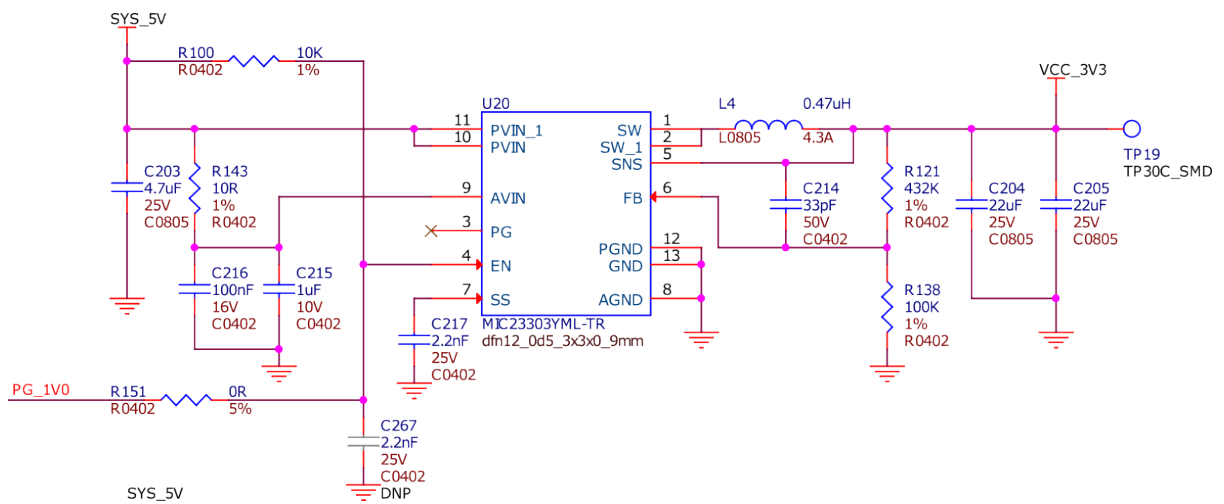 SYS_5V
R100
R0402
10K
1%
C203
4.7uF
25V
C0805
R143
10R
1%
R0402
C216
100nF
16V
C0402
C215
1uF
10V
C0402
U20
11 PVIN_1
10 PVIN
9 AVIN
3 PG
4 EN
7 SS
SW 1
SW_1 2
SNS 5
FB 6
PGND 12
GND 13
AGND 8
MIC23303YML-TR
dfn12_0d5_3x3x0_9mm
C217
2.2nF
25V
C0402
L4
L0805
0.47uH
4.3A
C214
33pF
50V
C0402
R121
432K
1%
R0402
R138
100K
1%
R0402
C204
22uF
25V
C0805
C205
22uF
25V
C0805
VCC_3V3
TP19
TP30C_SMD
PG_1V0
R151
R0402
0R
5%
C267
2.2nF
25V
C0402
DNP
SYS_5V